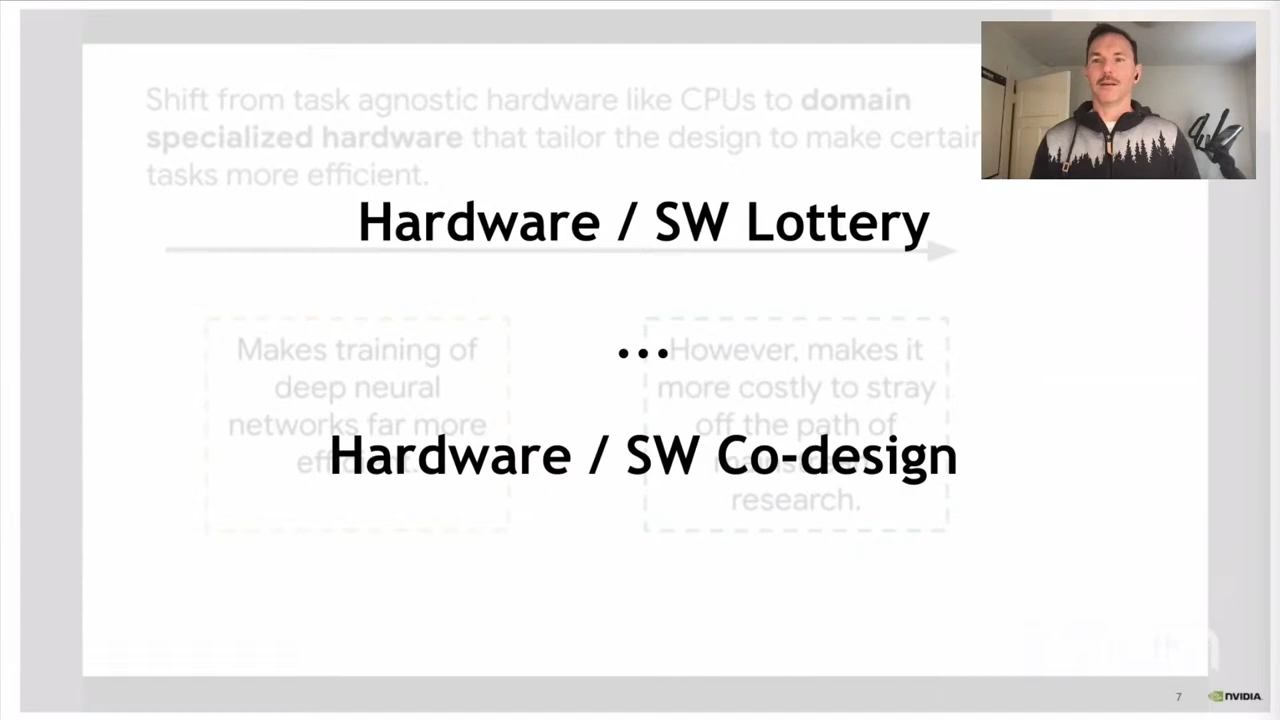 Shift from task agnostic hardware like CPUs to domain
specialized hardware that tailor the design to make certain
tasks more efficient.
Hardware / SW Lottery
...
Makes training of
deep neural
networks far more
However, makes it
more costly to stray
off the path of
Hardware / SW Co-design
research.
7
NVIDIA